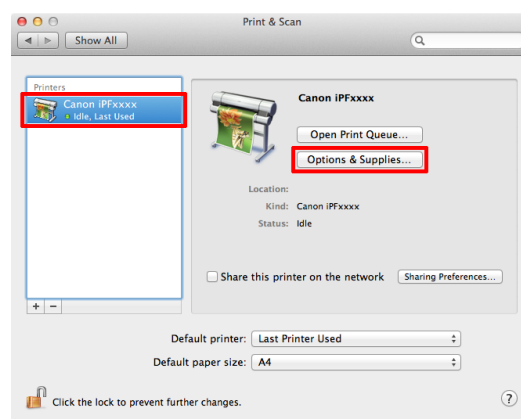 Print & Scan
Show All
Printers
Canon iPFxxxx
Idle, Last Used
Canon iPFxxxx
Open Print Queue...
Options & Supplies...
Location:
Kind: Canon iPFxxxx
Status: Idle
Share this printer on the network Sharing Preferences...
+ −
Default printer: Last Printer Used
Default paper size: A4
Click the lock to prevent further changes.
?